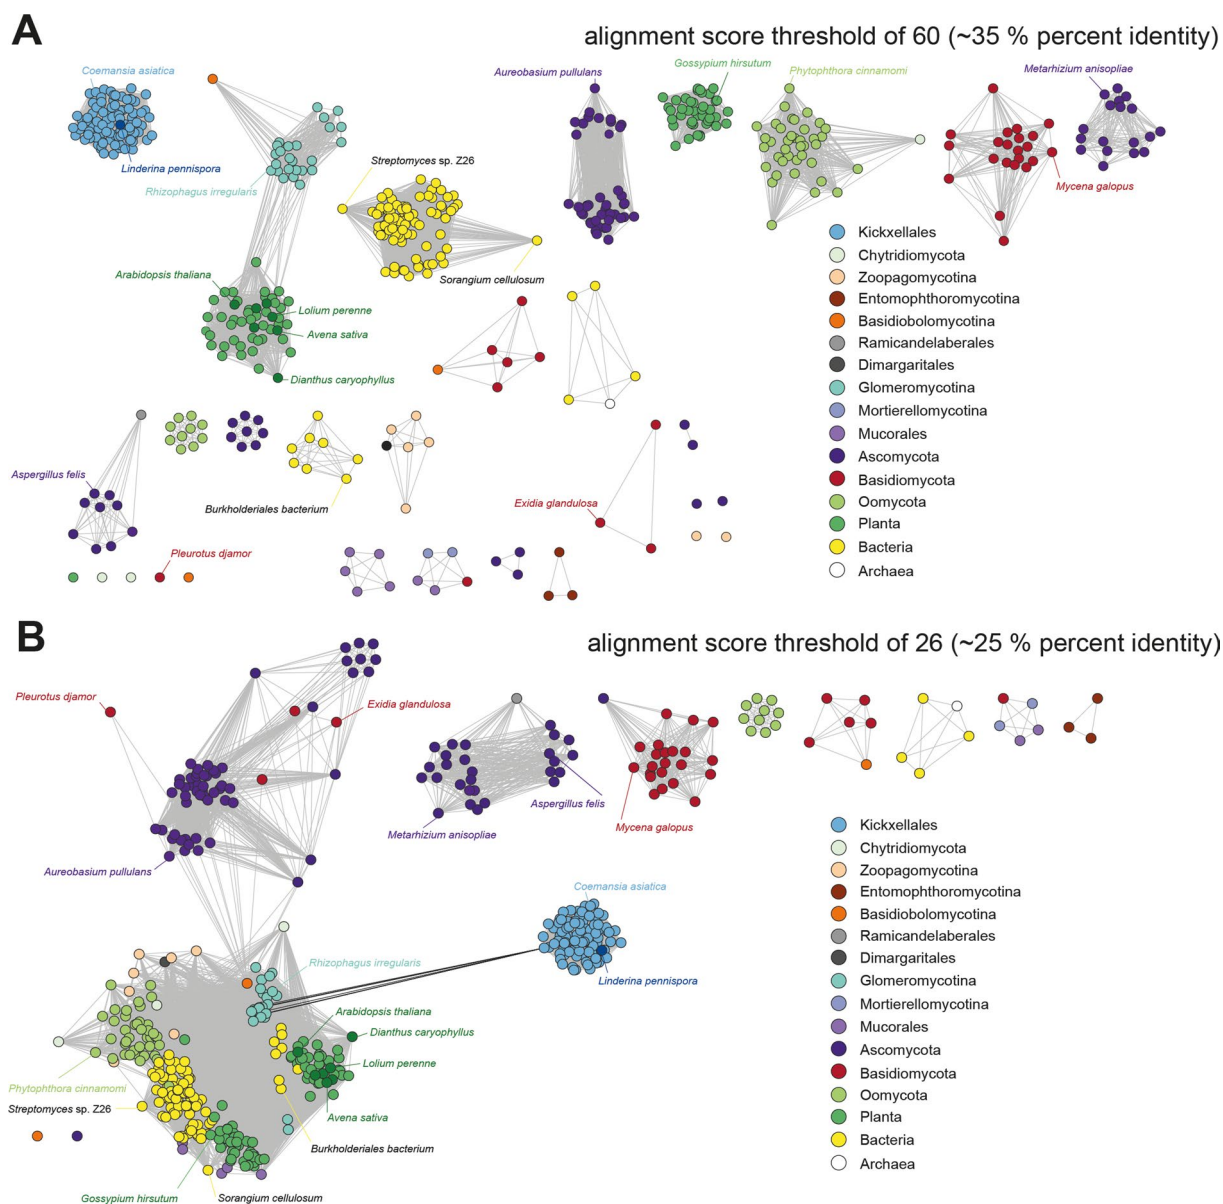 A
alignment score threshold of 60 (~35 % percent identity)
Coemansia asiatica
Aureobasium pullulans
Gossypium hirsutum
Phytophthora cinnamomi
Metarhizium anisopliae
Linderina pennispora
Streptomyces sp. Z26
Rhizophagus irregularis
Mycena galopus
Arabidopsis thaliana
Sorangium cellulosum
Lolium perenne
Avena sativa
Dianthus caryophyllus
Kickxellales
Chytridiomycota
Zoopagomycotina
Entomophthoromycotina
Basidiobolomycotina
Ramicandelaberales
Dimargaritales
Glomeromycotina
Mortierellomycotina
Mucorales
Ascomycota
Basidiomycota
Oomycota
Planta
Bacteria
Archaea
Aspergillus felis
Burkholderiales bacterium
Exidia glandulosa
Pleurotus djamor
B
alignment score threshold of 26 (~25 % percent identity)
Pleurotus djamor
Exidia glandulosa
Aspergillus felis
Metarhizium anisopliae
Mycena galopus
Aureobasium pullulans
Coemansia asiatica
Rhizophagus irregularis
Linderina pennispora
Arabidopsis thaliana
Dianthus caryophyllus
Lolium perenne
Phytophthora cinnamomi
Streptomyces sp. Z26
Avena sativa
Burkholderiales bacterium
Gossypium hirsutum
Sorangium cellulosum
Kickxellales
Chytridiomycota
Zoopagomycotina
Entomophthoromycotina
Basidiobolomycotina
Ramicandelaberales
Dimargaritales
Glomeromycotina
Mortierellomycotina
Mucorales
Ascomycota
Basidiomycota
Oomycota
Planta
Bacteria
Archaea